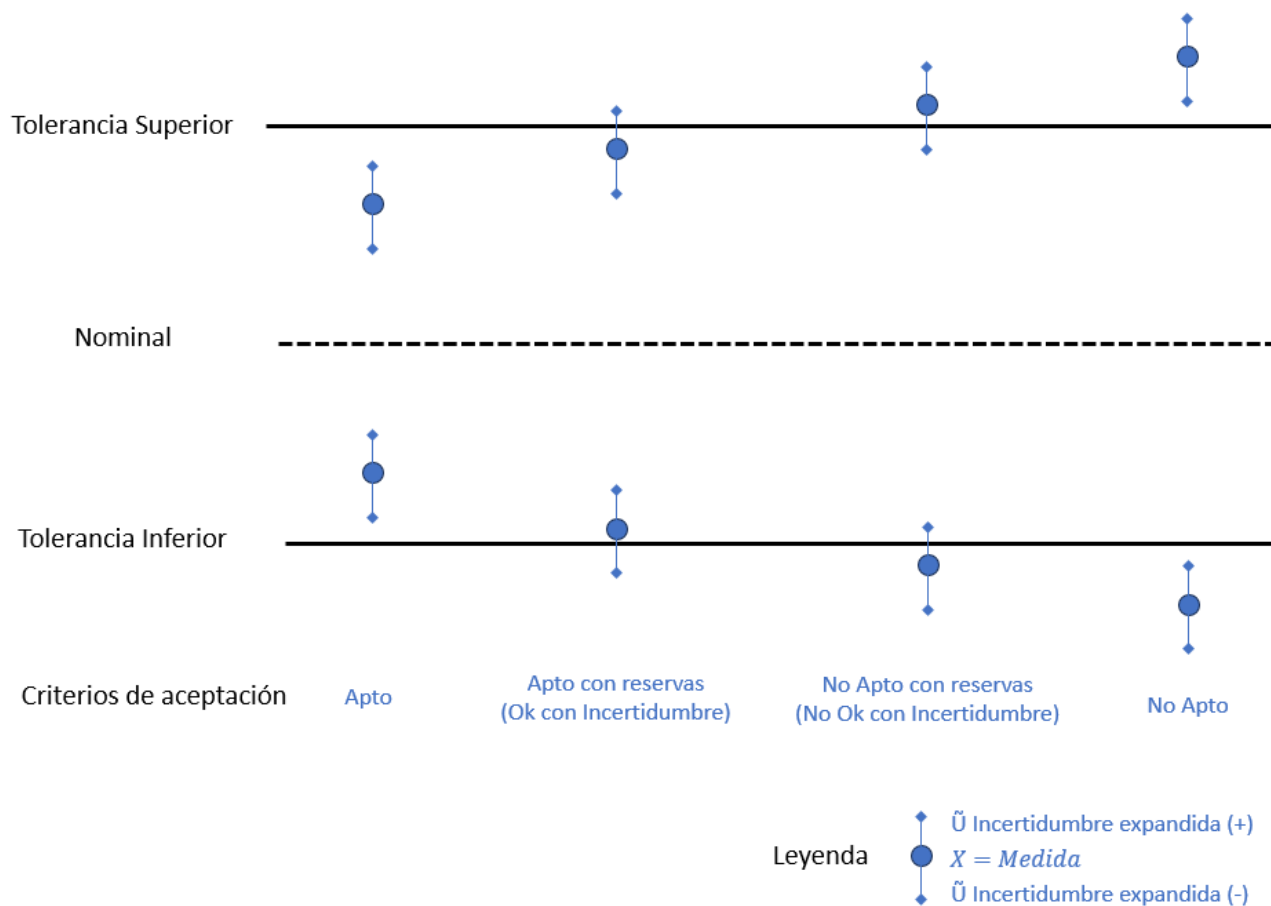 Tolerancia Superior
Nominal
Tolerancia Inferior
Criterios de aceptación
Apto
Apto con reservas
(Ok con Incertidumbre)
No Apto con reservas
(No Ok con Incertidumbre)
No Apto
Leyenda
Ũ Incertidumbre expandida (+)
X = Medida
Ũ Incertidumbre expandida (-)